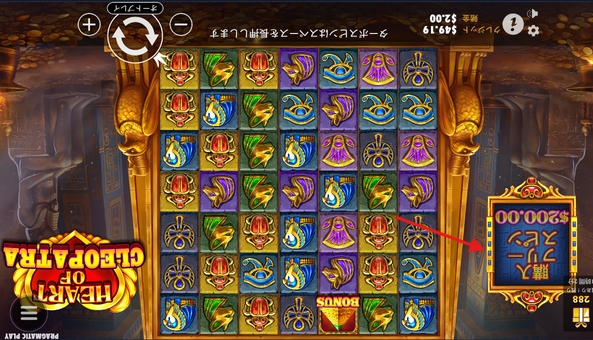 288
PRAGMATIC PLAY
BONUS
HEART
OF
CLEOPATRA
購入
フリー
スピン
$200.00
クレジット $49.19
賭金 $2.00
ターボスピンはスペースを長押しします
オートプレイ